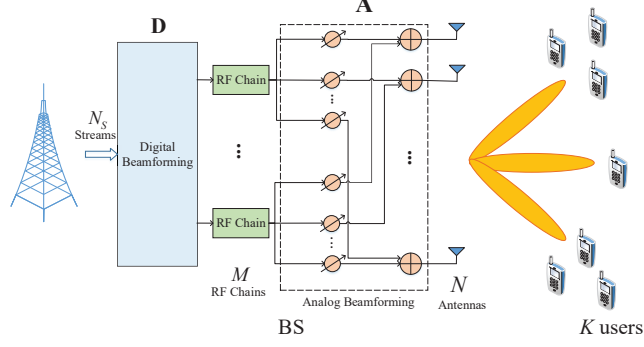 A
D
RF Chain
N_S
Streams
Digital
Beamforming
RF Chain
M
RF Chains
Analog Beamforming
N
Antennas
BS
K users